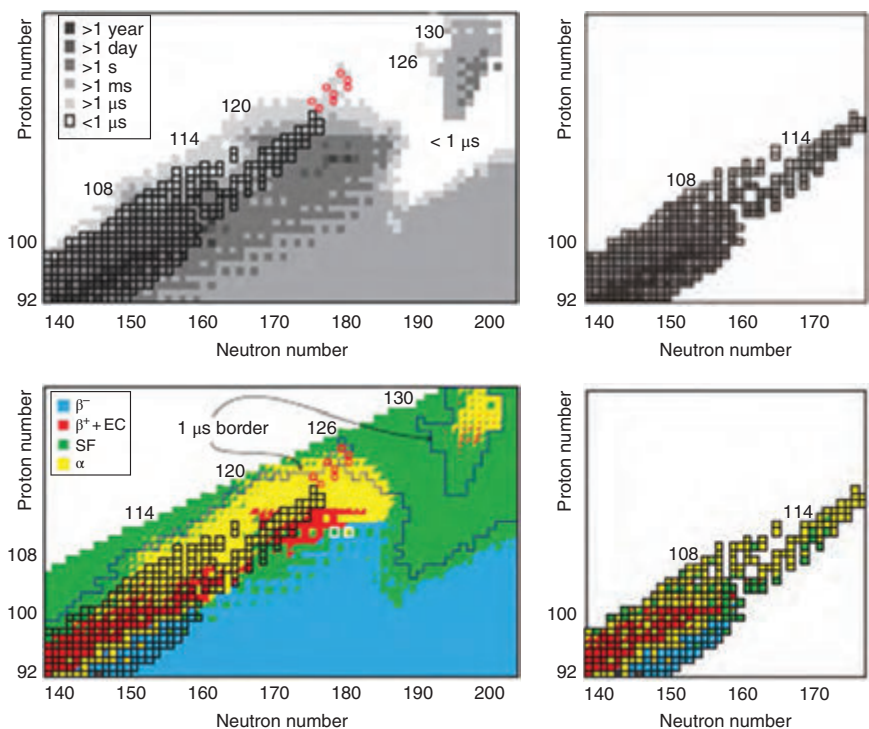 >1 year
>1 day
>1 s
>1 ms
>1 μs
<1 μs
Proton number
130
126
120
114
108
100
92
< 1 μs
140 150 160 170 180 190 200
Neutron number
Proton number
114
108
100
92
140 150 160 170
Neutron number
β⁻
β⁺ + EC
SF
α
Proton number
1 μs border
130
126
120
114
108
100
92
140 150 160 170 180 190 200
Neutron number
Proton number
114
108
100
92
140 150 160 170
Neutron number